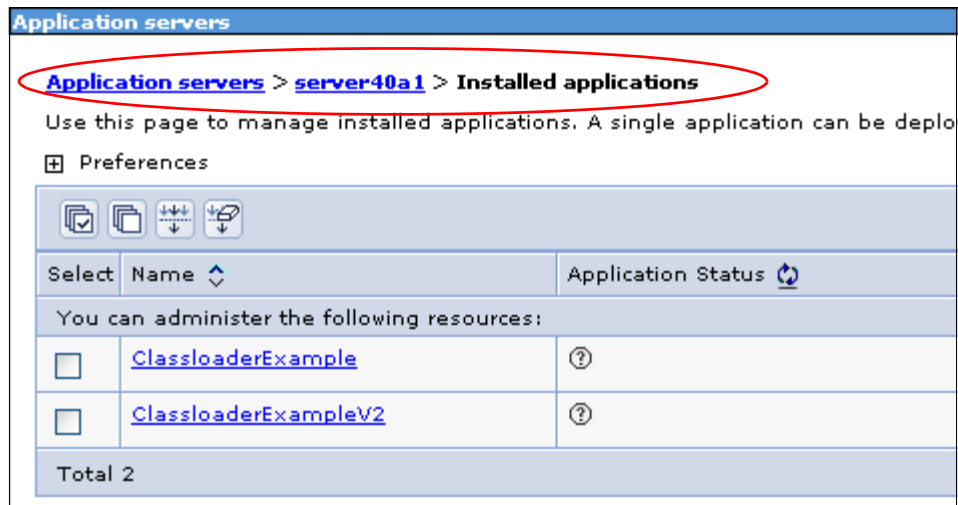 Application servers
Application servers > server40a1 > Installed applications
Use this page to manage installed applications. A single application can be deplo
Preferences
Select Name Application Status
You can administer the following resources:
ClassloaderExample
ClassloaderExampleV2
Total 2